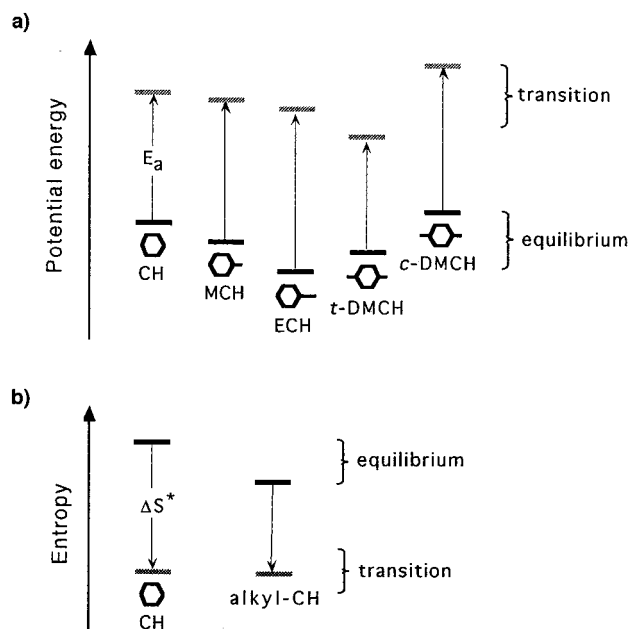 a)
Potential energy
transition
Ea
equilibrium
CH
MCH
ECH
t-DMCH
c-DMCH
b)
Entropy
equilibrium
ΔS*
transition
CH
alkyl-CH